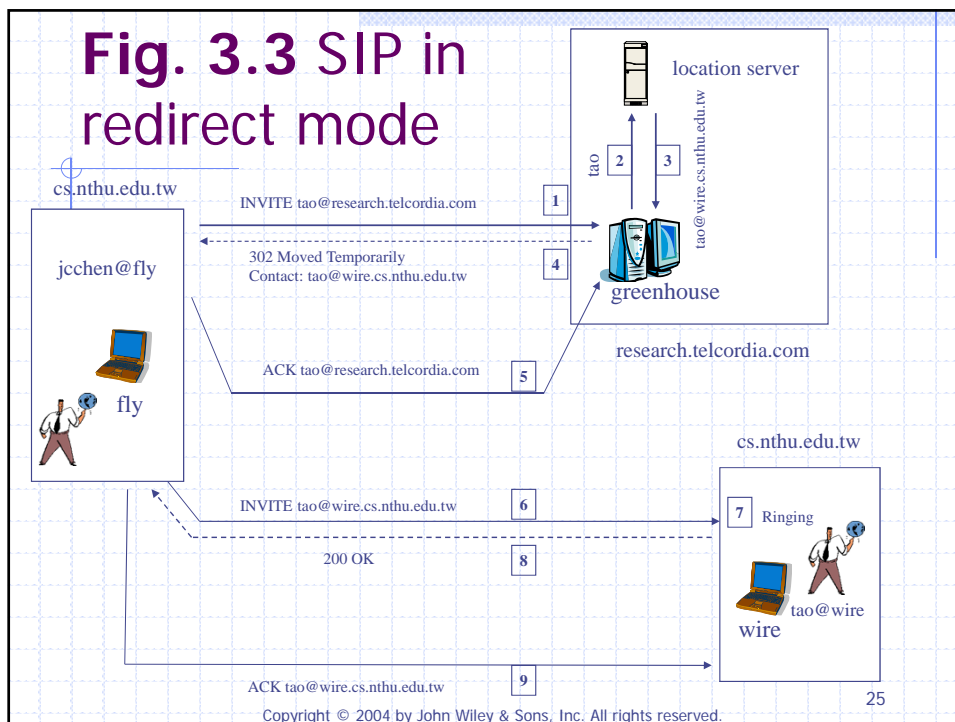 Fig. 3.3 SIP in
redirect mode
location server
tao
2
3
tao@wire.cs.nthu.edu.tw
cs.nthu.edu.tw
INVITE tao@research.telcordia.com
1
302 Moved Temporarily
Contact: tao@wire.cs.nthu.edu.tw
4
jcchen@fly
greenhouse
research.telcordia.com
ACK tao@research.telcordia.com
5
fly
cs.nthu.edu.tw
INVITE tao@wire.cs.nthu.edu.tw
6
7
Ringing
200 OK
8
tao@wire
wire
ACK tao@wire.cs.nthu.edu.tw
9
25
Copyright © 2004 by John Wiley & Sons, Inc. All rights reserved.